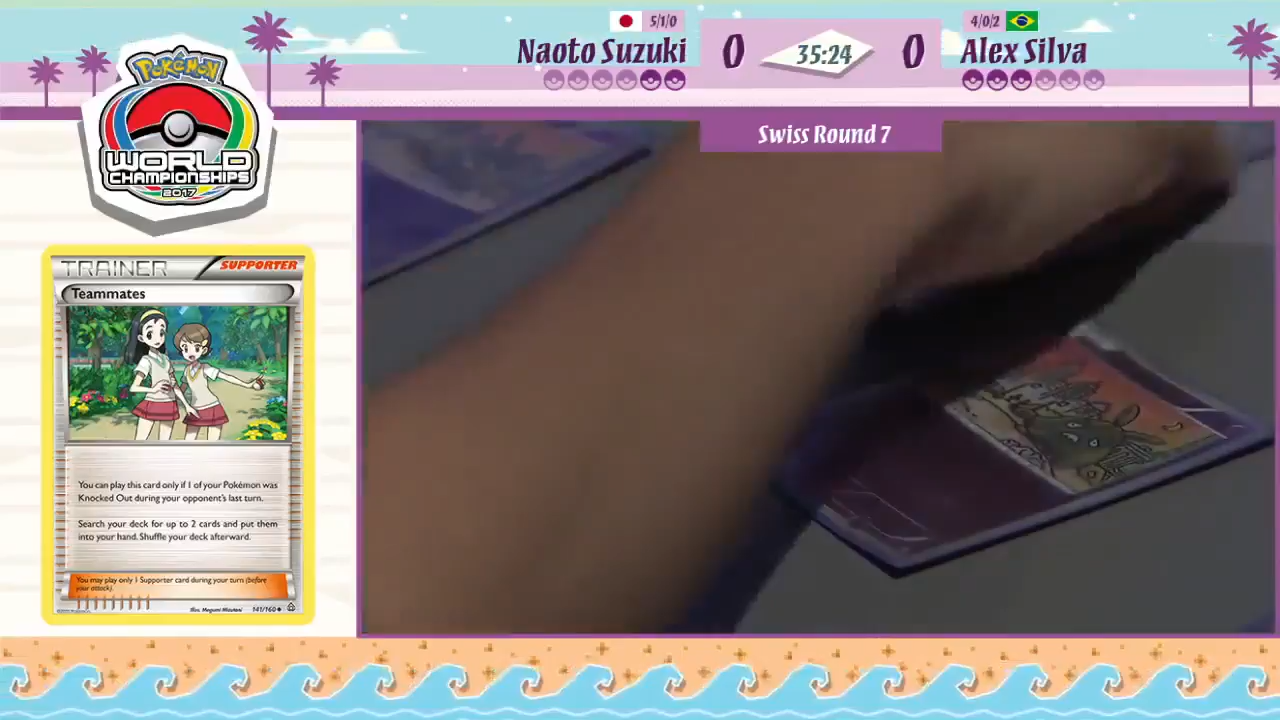 5/1/0
4/0/2
Naoto Suzuki
0
35:24
0
Alex Silva
Swiss Round 7
Pokémon
WORLD
CHAMPIONSHIPS
2017
TRAINER
SUPPORTER
Teammates
You can play this card only if 1 of your Pokémon was
Knocked Out during your opponent's last turn.
Search your deck for up to 2 cards and put them
into your hand. Shuffle your deck afterward.
You may play only 1 Supporter card during your turn (before
your attack).
Illus. Megumi Mizutani
141/160